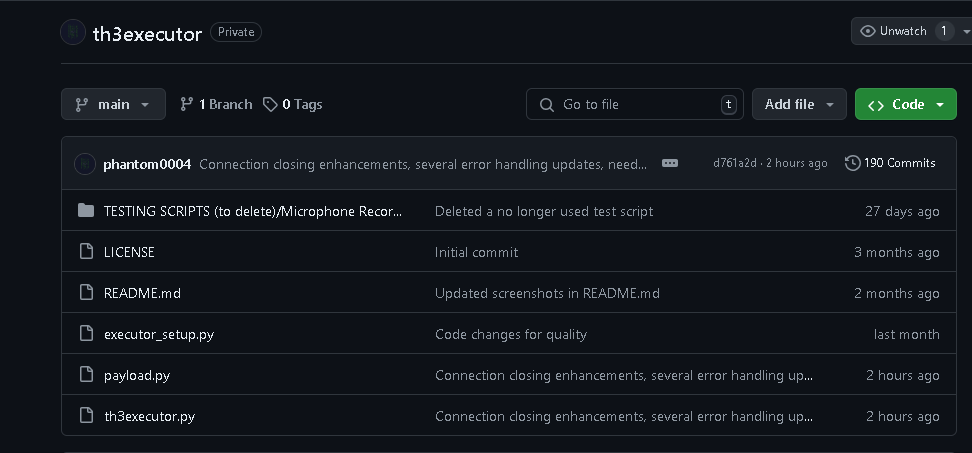 th3executor Private Unwatch 1
main 1 Branch 0 Tags Go to file t Add file Code
phantom0004 Connection closing enhancements, several error handling updates, need... d761a2d · 2 hours ago 190 Commits
TESTING SCRIPTS (to delete)/Microphone Recor... Deleted a no longer used test script 27 days ago
LICENSE Initial commit 3 months ago
README.md Updated screenshots in README.md 2 months ago
executor_setup.py Code changes for quality last month
payload.py Connection closing enhancements, several error handling up... 2 hours ago
th3executor.py Connection closing enhancements, several error handling up... 2 hours ago